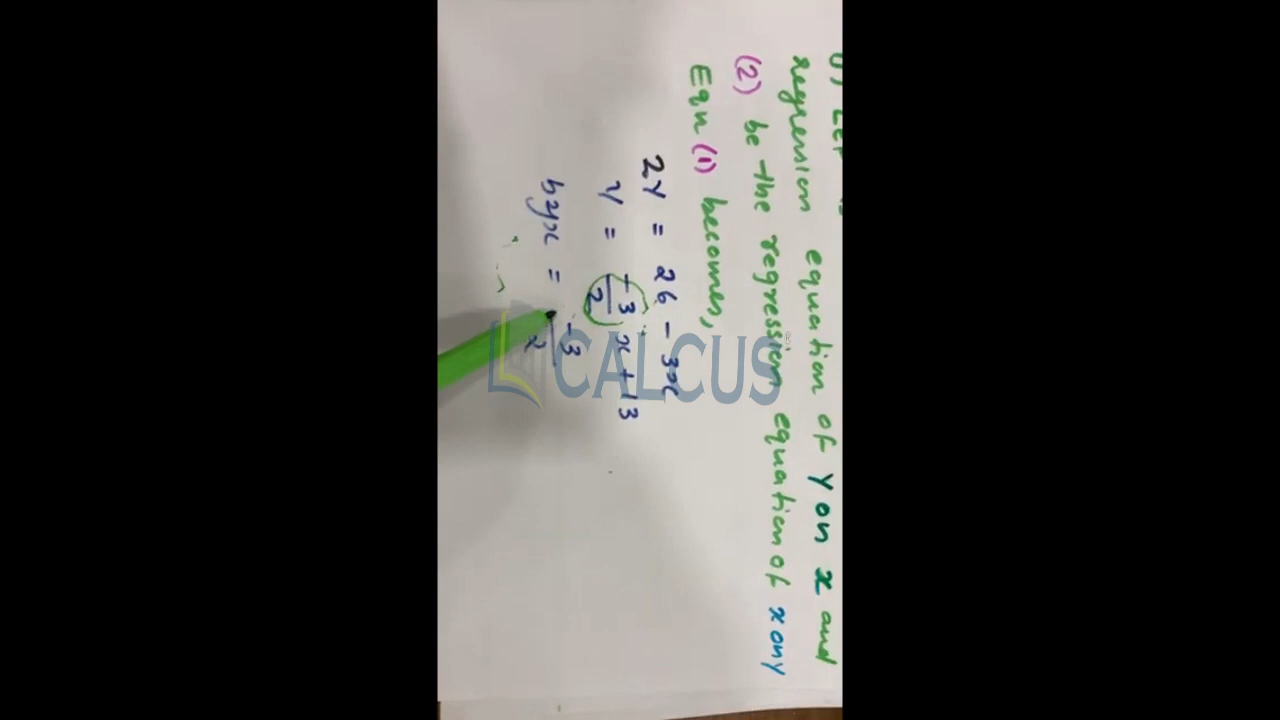 regression equation of Y on x and
(2) be the regression equation of x on y
Eqn (1) becomes,
2Y = 26 - 3x
Y = -3/2 x + 13
byx = -3/2
CALCUS